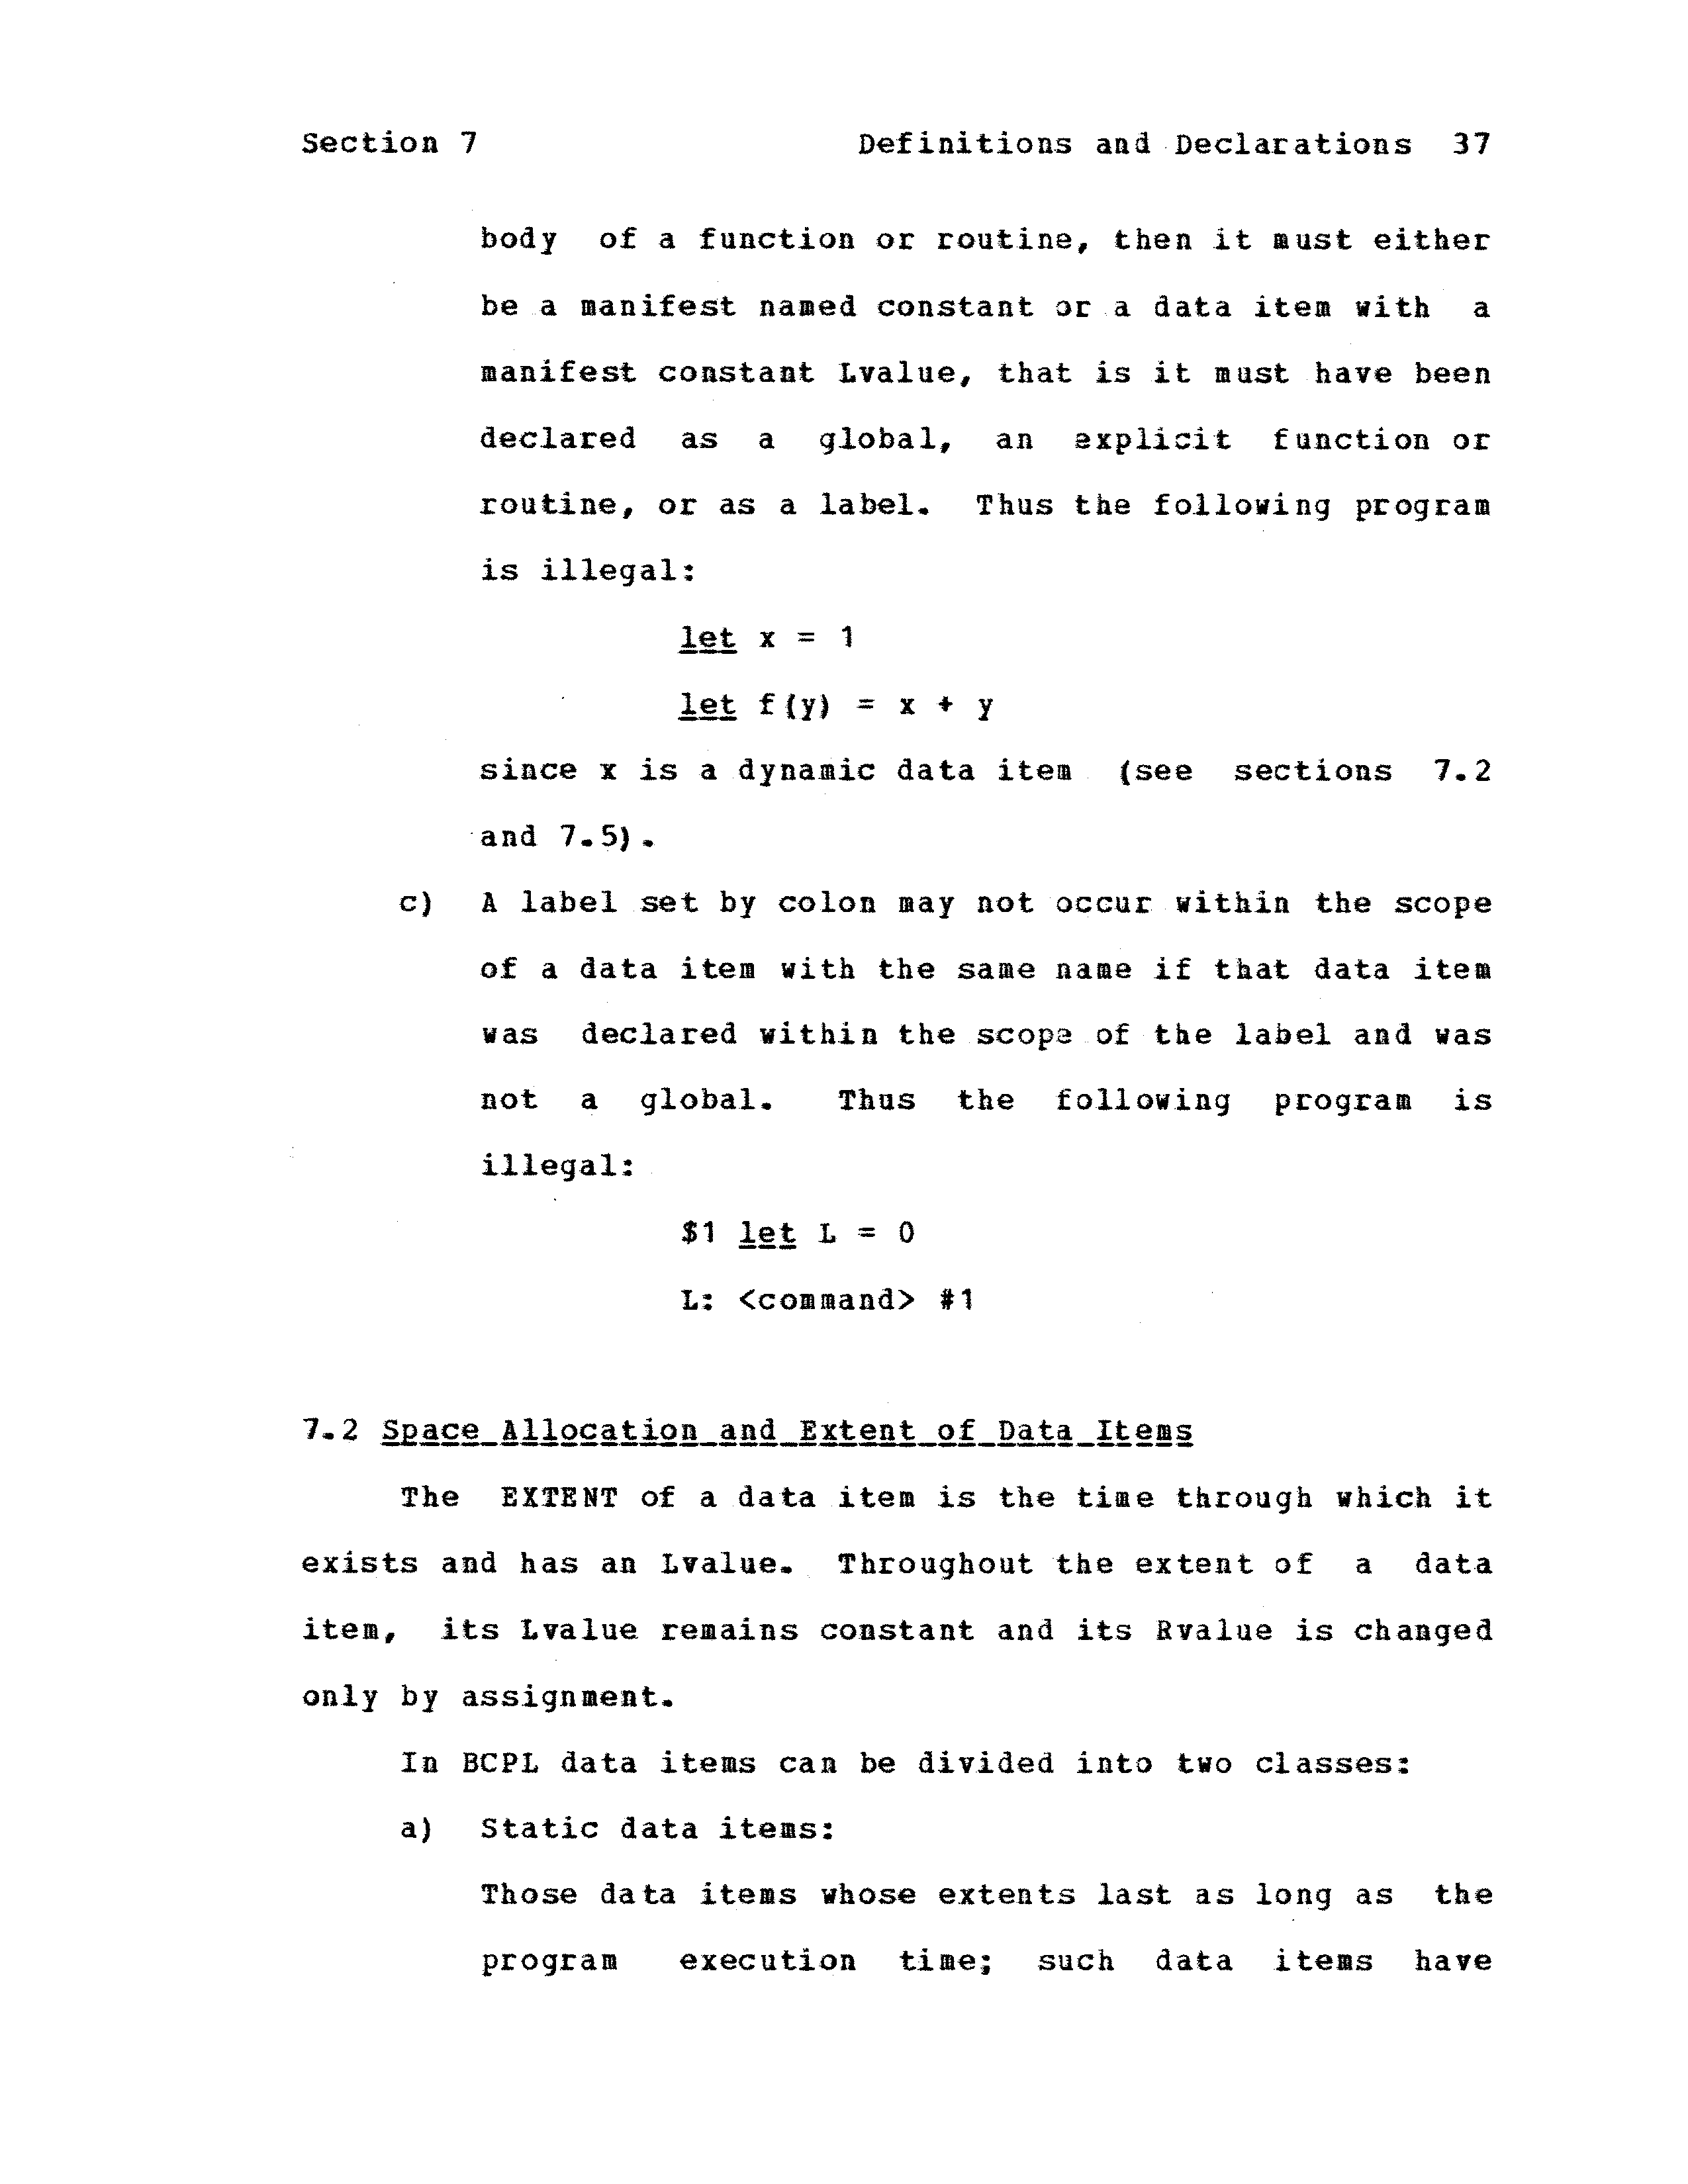 Section 7 Definitions and Declarations 37
body of a function or routine, then it must either
be a manifest named constant or a data item with a
manifest constant Lvalue, that is it must have been
declared as a global, an explicit function or
routine, or as a label. Thus the following program
is illegal:
let x = 1
let f(y) = x + y
since x is a dynamic data item (see sections 7.2
and 7.5).
c) A label set by colon may not occur within the scope
of a data item with the same name if that data item
was declared within the scope of the label and was
not a global. Thus the following program is
illegal:
$1 let L = 0
L: <command> #1
7.2 Space Allocation and Extent of Data Items
The EXTENT of a data item is the time through which it
exists and has an Lvalue. Throughout the extent of a data
item, its Lvalue remains constant and its Rvalue is changed
only by assignment.
In BCPL data items can be divided into two classes:
a) Static data items:
Those data items whose extents last as long as the
program execution time; such data items have